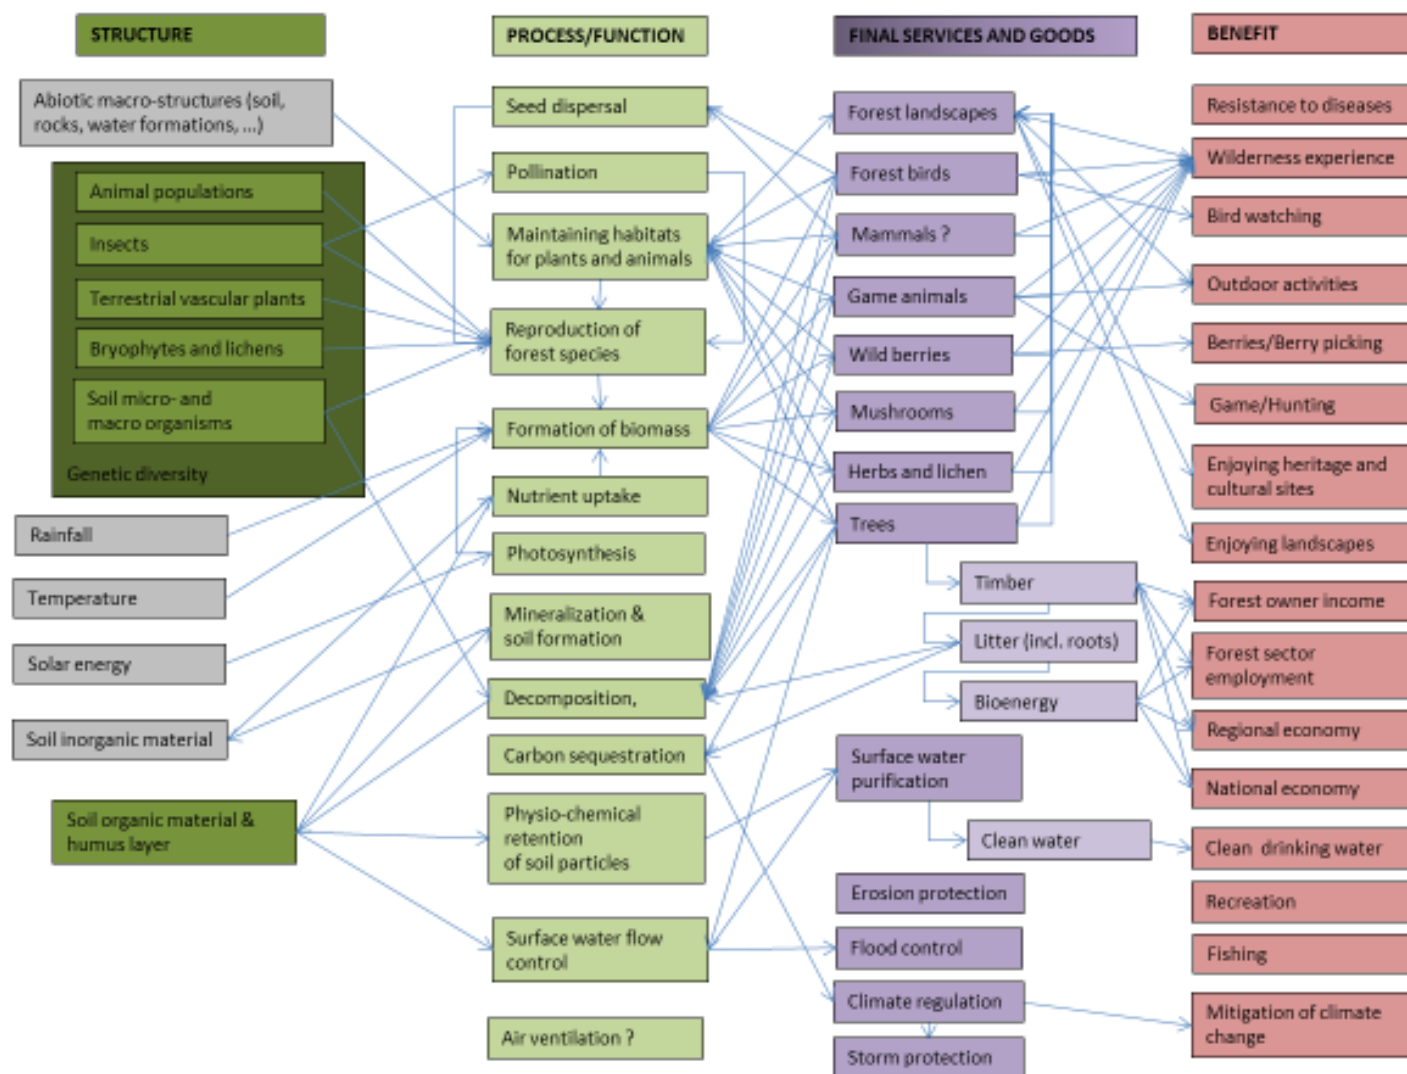 STRUCTURE
Abiotic macro-structures (soil,
rocks, water formations, ...)
Animal populations
Insects
Terrestrial vascular plants
Bryophytes and lichens
Soil micro- and
macro organisms
Genetic diversity
Rainfall
Temperature
Solar energy
Soil inorganic material
Soil organic material &
humus layer
PROCESS/FUNCTION
Seed dispersal
Pollination
Maintaining habitats
for plants and animals
Reproduction of
forest species
Formation of biomass
Nutrient uptake
Photosynthesis
Mineralization &
soil formation
Decomposition,
Carbon sequestration
Physio-chemical
retention
of soil particles
Surface water flow
control
Air ventilation ?
FINAL SERVICES AND GOODS
Forest landscapes
Forest birds
Mammals ?
Game animals
Wild berries
Mushrooms
Herbs and lichen
Trees
Timber
Litter (incl. roots)
Bioenergy
Surface water
purification
Clean water
Erosion protection
Flood control
Climate regulation
Storm protection
BENEFIT
Resistance to diseases
Wilderness experience
Bird watching
Outdoor activities
Berries/Berry picking
Game/Hunting
Enjoying heritage and
cultural sites
Enjoying landscapes
Forest owner income
Forest sector
employment
Regional economy
National economy
Clean drinking water
Recreation
Fishing
Mitigation of climate
change